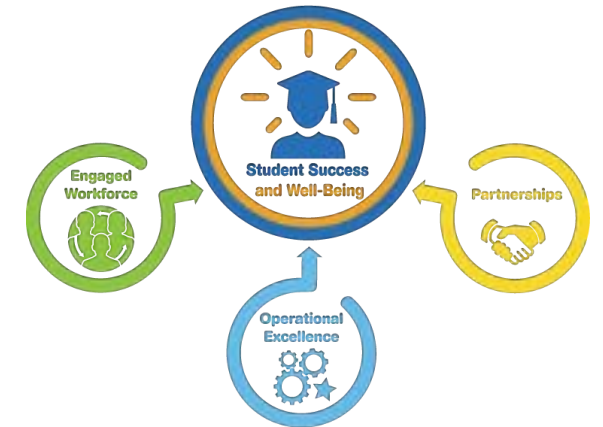 Student Success
and Well-Being
Engaged
Workforce
Partnerships
Operational
Excellence